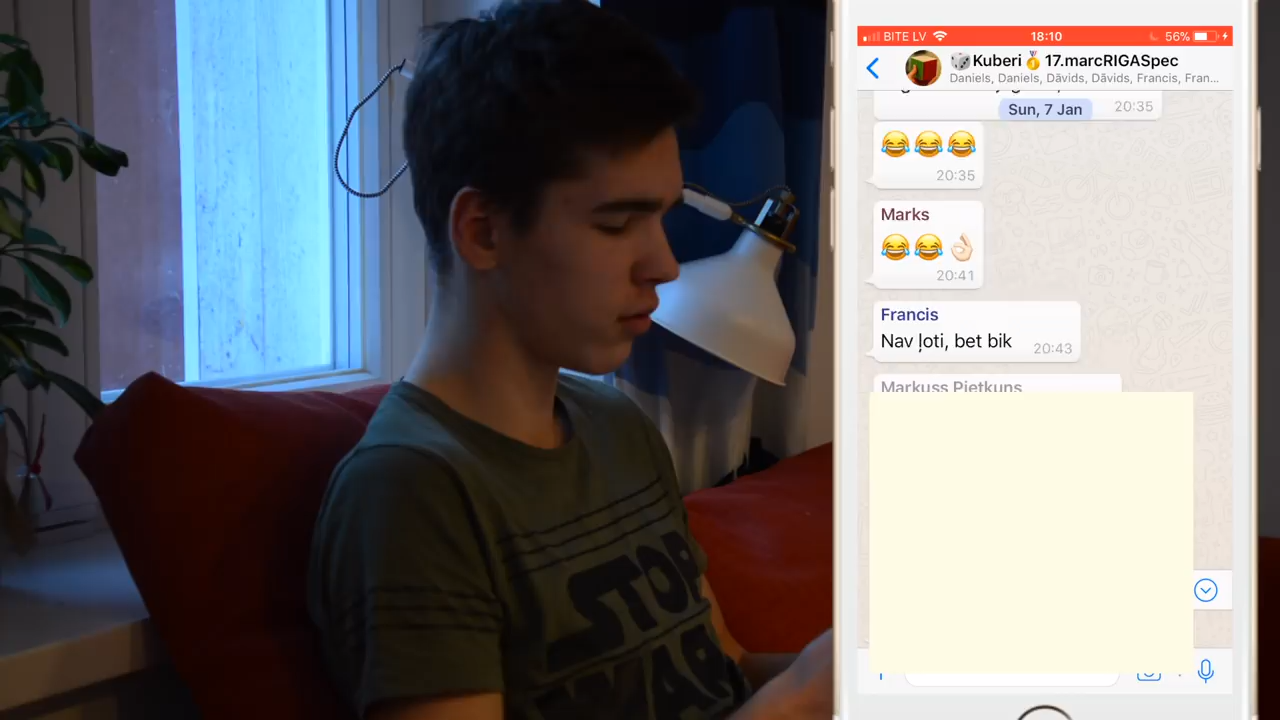 BITE LV 18:10 56%
🎲Kuberi🥇17.marcRIGASpec
Daniels, Daniels, Dāvids, Dāvids, Francis, Fran...
20:35
Sun, 7 Jan
😂😂😂
20:35
Marks
😂😂👌🏻
20:41
Francis
Nav ļoti, bet bik 20:43
Markuss Pietkuns
STOP
WAR